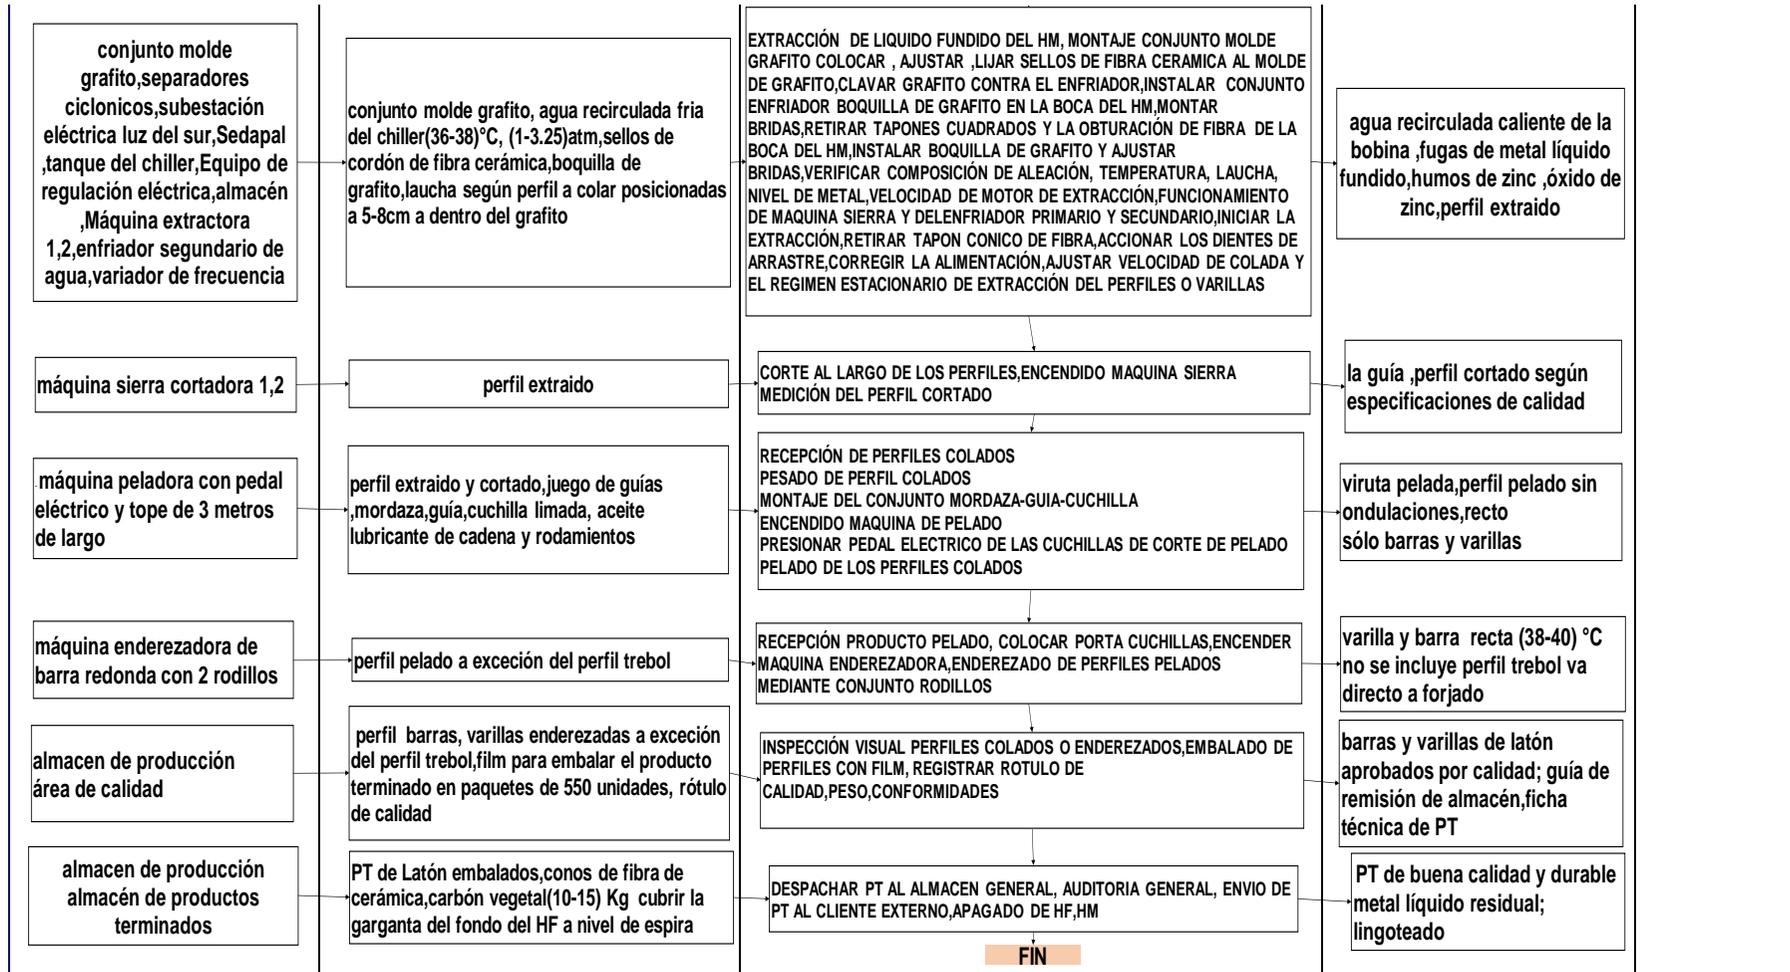 conjunto molde
grafito,separadores
ciclonicos,subestación
eléctrica luz del sur,Sedapal
,tanque del chiller,Equipo de
regulación eléctrica,almacén
,Máquina extractora
1,2,enfriador segundario de
agua,variador de frecuencia
conjunto molde grafito, agua recirculada fria
del chiller(36-38)°C, (1-3.25)atm,sellos de
cordón de fibra cerámica,boquilla de
grafito,laucha según perfil a colar posicionadas
a 5-8cm a dentro del grafito
EXTRACCIÓN DE LIQUIDO FUNDIDO DEL HM, MONTAJE CONJUNTO MOLDE
GRAFITO COLOCAR , AJUSTAR ,LIJAR SELLOS DE FIBRA CERAMICA AL MOLDE
DE GRAFITO,CLAVAR GRAFITO CONTRA EL ENFRIADOR,INSTALAR CONJUNTO
ENFRIADOR BOQUILLA DE GRAFITO EN LA BOCA DEL HM,MONTAR
BRIDAS,RETIRAR TAPONES CUADRADOS Y LA OBTURACIÓN DE FIBRA DE LA
BOCA DEL HM,INSTALAR BOQUILLA DE GRAFITO Y AJUSTAR
BRIDAS,VERIFICAR COMPOSICIÓN DE ALEACIÓN, TEMPERATURA, LAUCHA,
NIVEL DE METAL,VELOCIDAD DE MOTOR DE EXTRACCIÓN,FUNCIONAMIENTO
DE MAQUINA SIERRA Y DELENFRIADOR PRIMARIO Y SECUNDARIO,INICIAR LA
EXTRACCIÓN,RETIRAR TAPON CONICO DE FIBRA,ACCIONAR LOS DIENTES DE
ARRASTRE,CORREGIR LA ALIMENTACIÓN,AJUSTAR VELOCIDAD DE COLADA Y
EL REGIMEN ESTACIONARIO DE EXTRACCIÓN DEL PERFILES O VARILLAS
agua recirculada caliente de la
bobina ,fugas de metal líquido
fundido,humos de zinc ,óxido de
zinc,perfil extraido
máquina sierra cortadora 1,2
perfil extraido
CORTE AL LARGO DE LOS PERFILES,ENCENDIDO MAQUINA SIERRA
MEDICIÓN DEL PERFIL CORTADO
la guía ,perfil cortado según
especificaciones de calidad
máquina peladora con pedal
eléctrico y tope de 3 metros
de largo
perfil extraido y cortado,juego de guías
,mordaza,guía,cuchilla limada, aceite
lubricante de cadena y rodamientos
RECEPCIÓN DE PERFILES COLADOS
PESADO DE PERFIL COLADOS
MONTAJE DEL CONJUNTO MORDAZA-GUIA-CUCHILLA
ENCENDIDO MAQUINA DE PELADO
PRESIONAR PEDAL ELECTRICO DE LAS CUCHILLAS DE CORTE DE PELADO
PELADO DE LOS PERFILES COLADOS
viruta pelada,perfil pelado sin
ondulaciones,recto
sólo barras y varillas
máquina enderezadora de
barra redonda con 2 rodillos
perfil pelado a exceción del perfil trebol
RECEPCIÓN PRODUCTO PELADO, COLOCAR PORTA CUCHILLAS,ENCENDER
MAQUINA ENDEREZADORA,ENDEREZADO DE PERFILES PELADOS
MEDIANTE CONJUNTO RODILLOS
varilla y barra recta (38-40) °C
no se incluye perfil trebol va
directo a forjado
almacen de producción
área de calidad
perfil barras, varillas enderezadas a exceción
del perfil trebol,film para embalar el producto
terminado en paquetes de 550 unidades, rótulo
de calidad
INSPECCIÓN VISUAL PERFILES COLADOS O ENDEREZADOS,EMBALADO DE
PERFILES CON FILM, REGISTRAR ROTULO DE
CALIDAD,PESO,CONFORMIDADES
barras y varillas de latón
aprobados por calidad; guía de
remisión de almacén,ficha
técnica de PT
almacen de producción
almacén de productos
terminados
PT de Latón embalados,conos de fibra de
cerámica,carbón vegetal(10-15) Kg cubrir la
garganta del fondo del HF a nivel de espira
DESPACHAR PT AL ALMACEN GENERAL, AUDITORIA GENERAL, ENVIO DE
PT AL CLIENTE EXTERNO,APAGADO DE HF,HM
PT de buena calidad y durable
metal líquido residual;
lingoteado
FIN